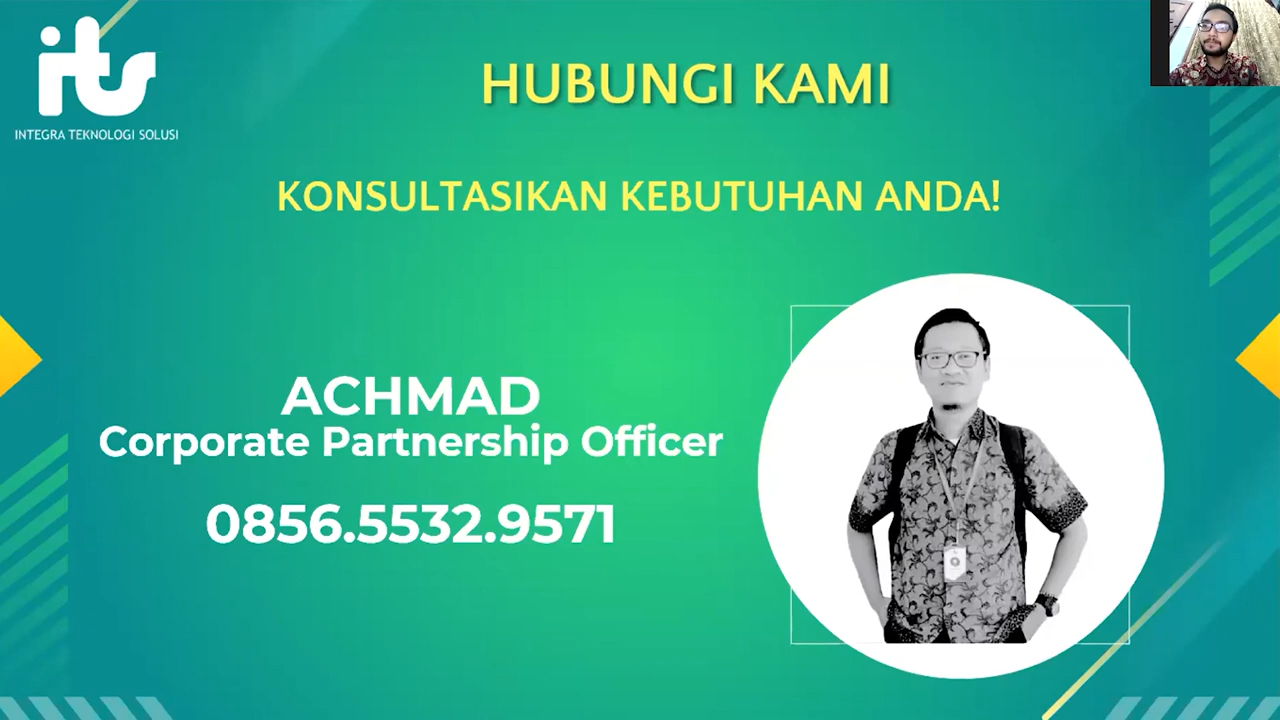 its
INTEGRA TEKNOLOGI SOLUSI
HUBUNGI KAMI
KONSULTASIKAN KEBUTUHAN ANDA!
ACHMAD
Corporate Partnership Officer
0856.5532.9571